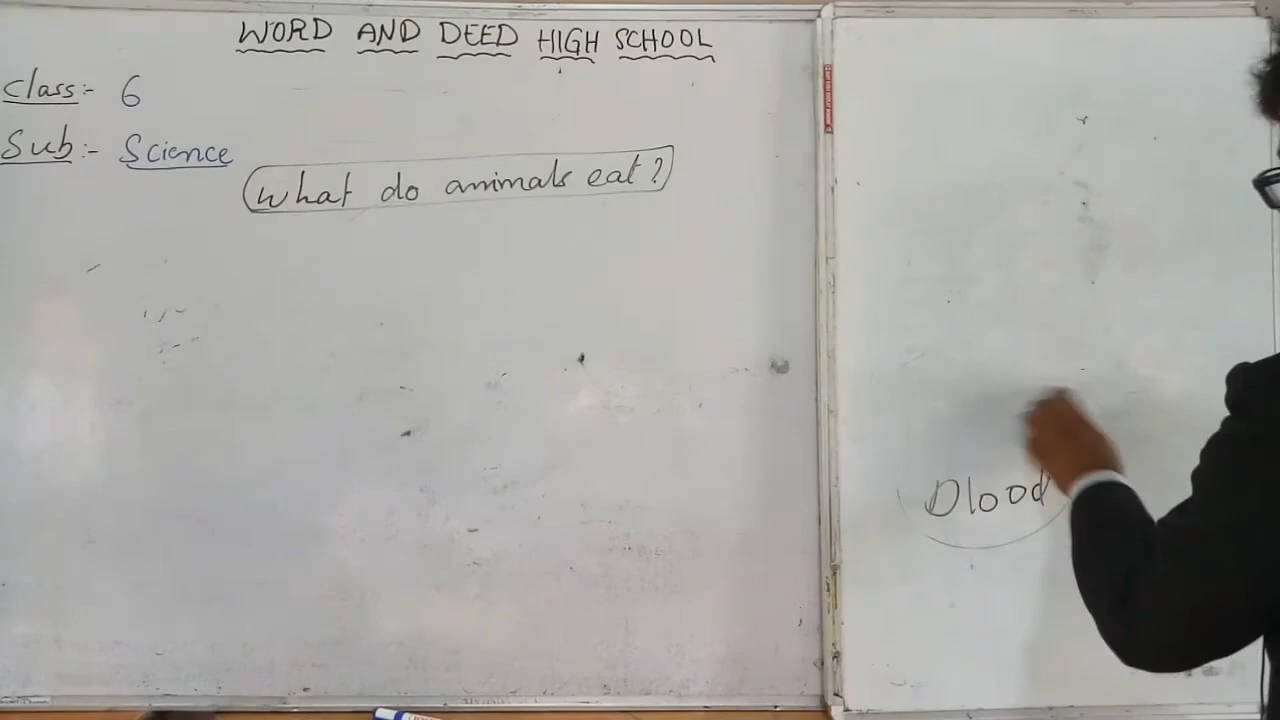 WORD AND DEED HIGH SCHOOL
Class:- 6
Sub:- Science
What do animals eat?
Blood